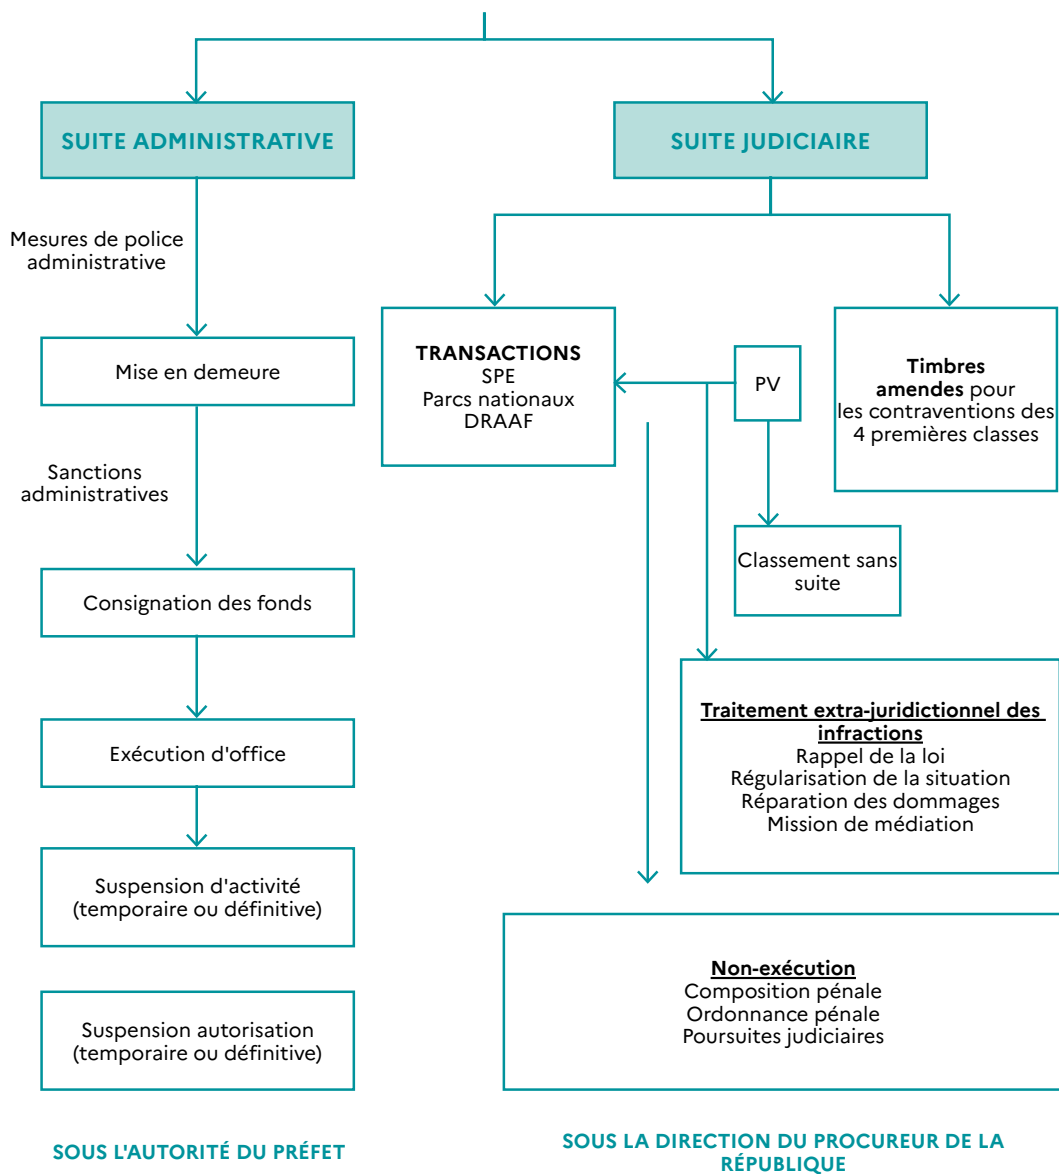 SUITE ADMINISTRATIVE
Mesures de police
administrative
Mise en demeure
Sanctions
administratives
Consignation des fonds
Exécution d'office
Suspension d'activité
(temporaire ou définitive)
Suspension autorisation
(temporaire ou définitive)
SOUS L'AUTORITÉ DU PRÉFET
SUITE JUDICIAIRE
TRANSACTIONS
SPE
Parcs nationaux
DRAAF
PV
Timbres
amendes pour
les contraventions des
4 premières classes
Classement sans
suite
Traitement extra-juridictionnel des
infractions
Rappel de la loi
Régularisation de la situation
Réparation des dommages
Mission de médiation
Non-exécution
Composition pénale
Ordonnance pénale
Poursuites judiciaires
SOUS LA DIRECTION DU PROCUREUR DE LA
RÉPUBLIQUE